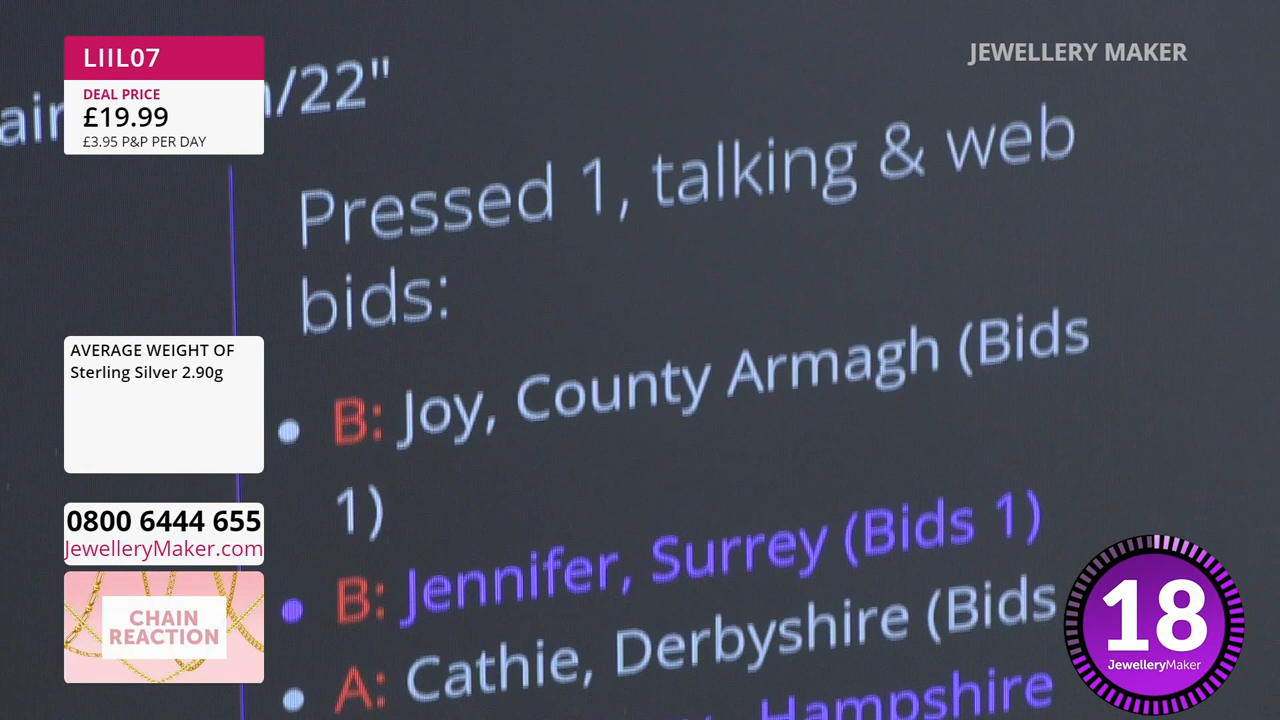 LIIL07
DEAL PRICE
£19.99
£3.95 P&P PER DAY
JEWELLERY MAKER
/22"
Pressed 1, talking & web
bids:
B: Joy, County Armagh (Bids
1)
B: Jennifer, Surrey (Bids 1)
A: Cathie, Derbyshire (Bids
Hampshire
AVERAGE WEIGHT OF
Sterling Silver 2.90g
0800 6444 655
JewelleryMaker.com
CHAIN
REACTION
18
JewelleryMaker